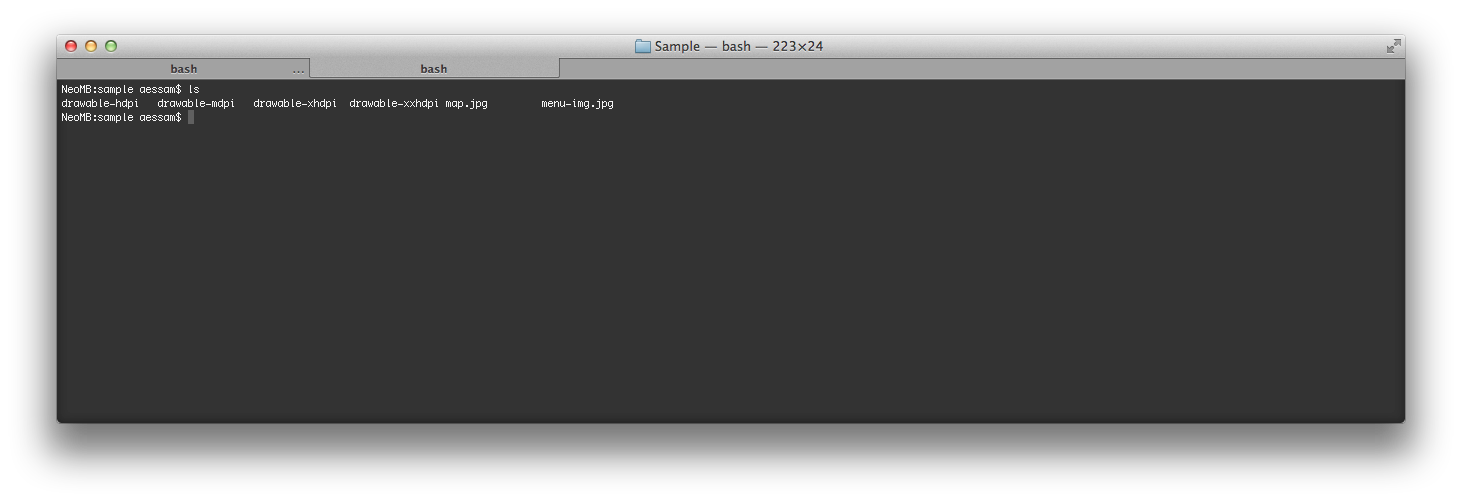 Sample — bash — 223×24
bash ... bash
NeoMB:sample aessam$ ls
drawable-hdpi drawable-mdpi drawable-xhdpi drawable-xxhdpi map.jpg menu-img.jpg
NeoMB:sample aessam$